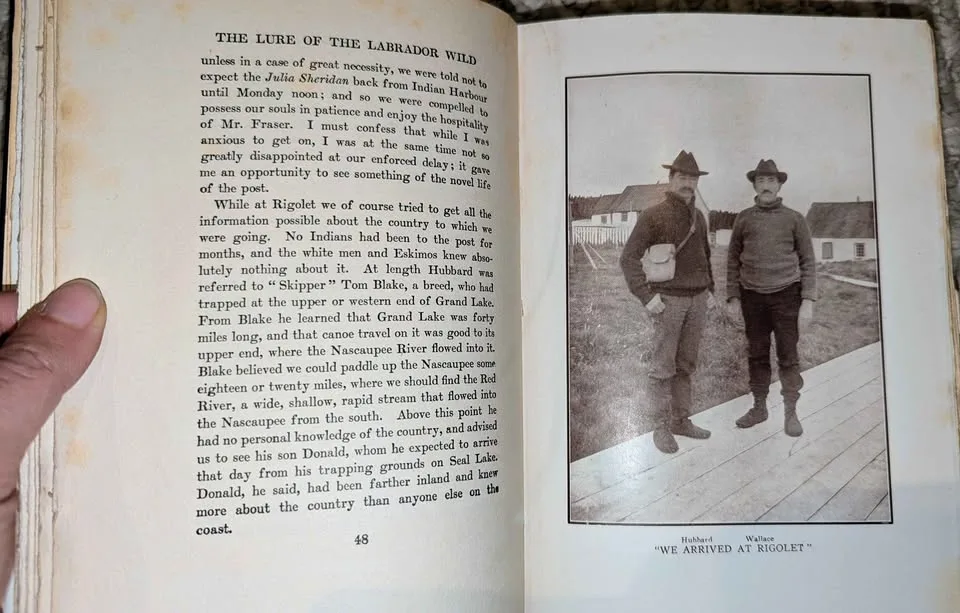 THE LURE OF THE LABRADOR WILD
unless in a case of great necessity, we were told not to
expect the Julia Sheridan back from Indian Harbour
until Monday noon; and so we were compelled to
possess our souls in patience and enjoy the hospitality
of Mr. Fraser. I must confess that while I was
anxious to get on, I was at the same time not so
greatly disappointed at our enforced delay; it gave
me an opportunity to see something of the novel life
of the post.
While at Rigolet we of course tried to get all the
information possible about the country to which we
were going. No Indians had been to the post for
months, and the white men and Eskimos knew abso-
lutely nothing about it. At length Hubbard was
referred to “Skipper” Tom Blake, a breed, who had
trapped at the upper or western end of Grand Lake.
From Blake he learned that Grand Lake was forty
miles long, and that canoe travel on it was good to its
upper end, where the Nascaupee River flowed into it.
Blake believed we could paddle up the Nascaupee some
eighteen or twenty miles, where we should find the Red
River, a wide, shallow, rapid stream that flowed into
the Nascaupee from the south. Above this point he
had no personal knowledge of the country, and advised
us to see his son Donald, whom he expected to arrive
that day from his trapping grounds on Seal Lake.
Donald, he said, had been farther inland and knew
more about the country than anyone else on the
coast.
48
Hubbard Wallace
“WE ARRIVED AT RIGOLET”